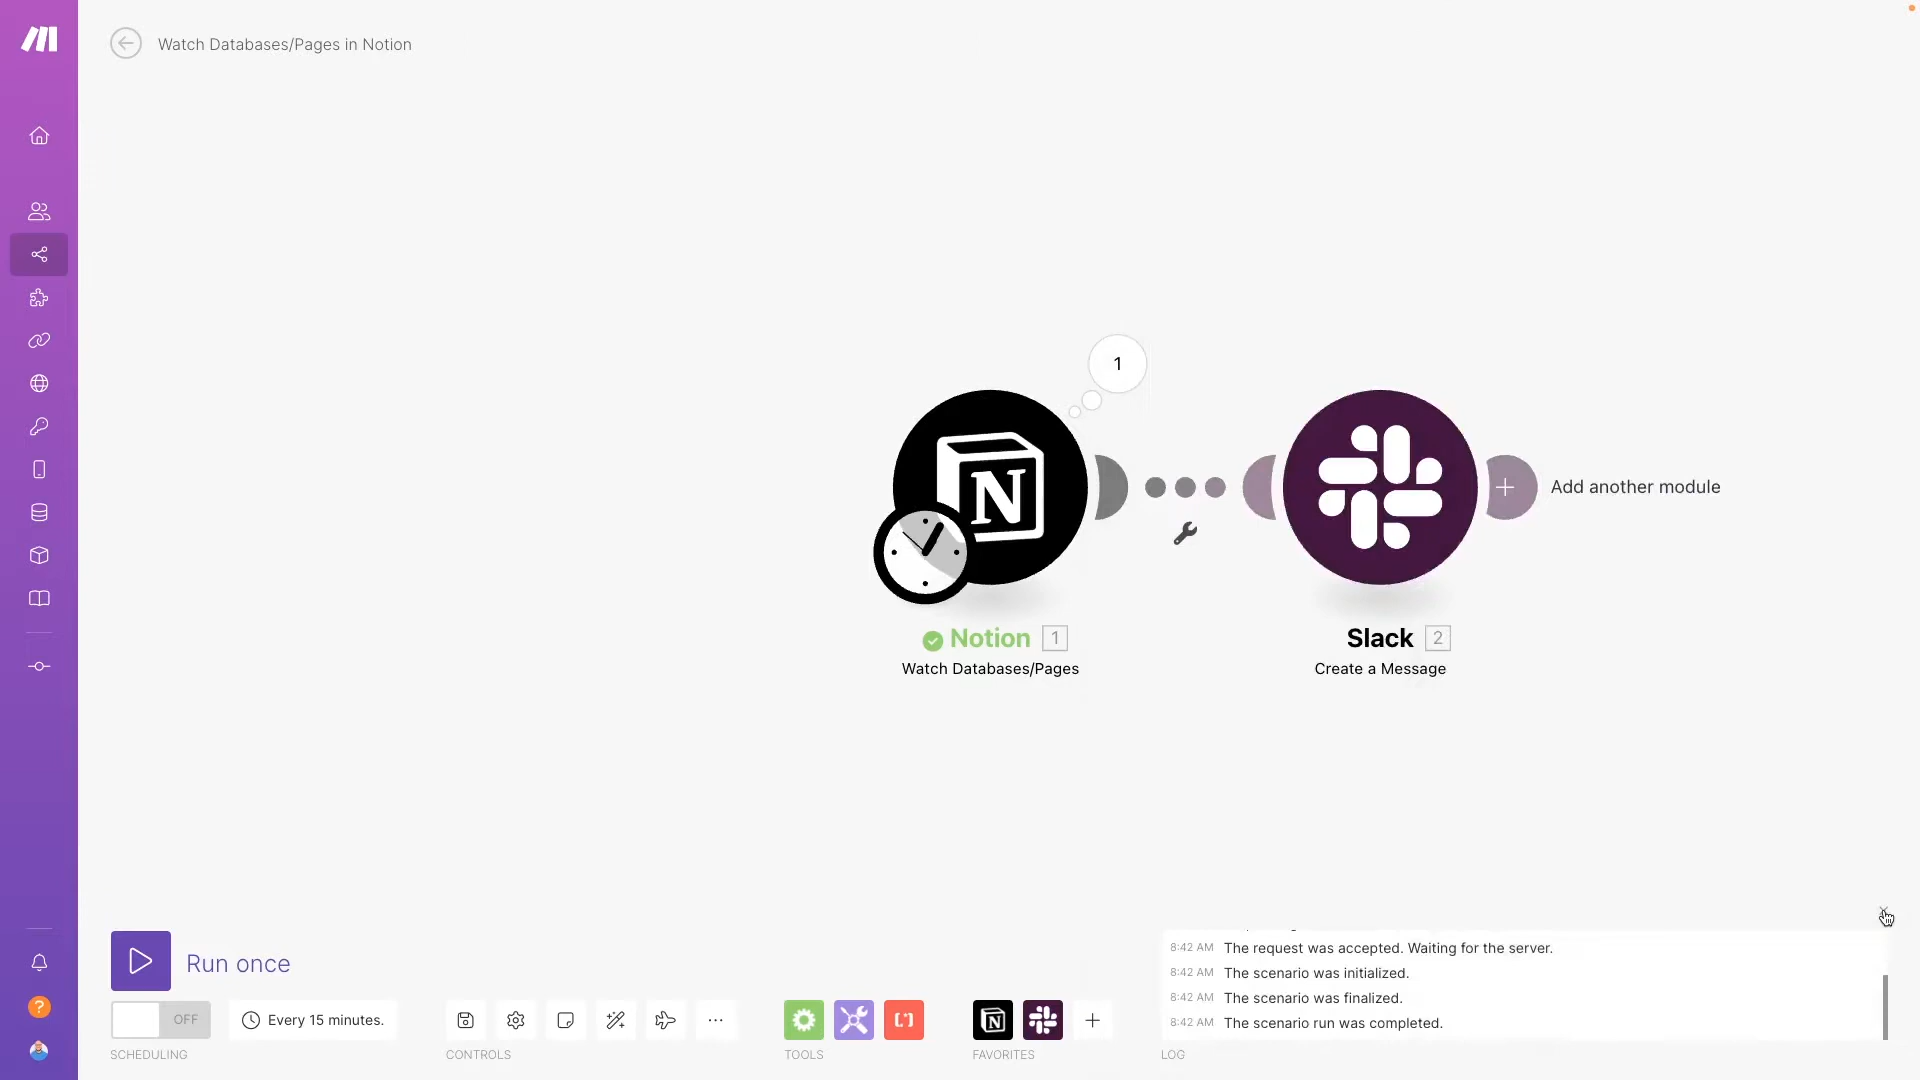 Watch Databases/Pages in Notion
1
N
Add another module
Notion 1
Watch Databases/Pages
Slack 2
Create a Message
Run once
8:42 AM The request was accepted. Waiting for the server.
8:42 AM The scenario was initialized.
8:42 AM The scenario was finalized.
8:42 AM The scenario run was completed.
OFF
Every 15 minutes.
SCHEDULING
CONTROLS
TOOLS
FAVORITES
LOG
?